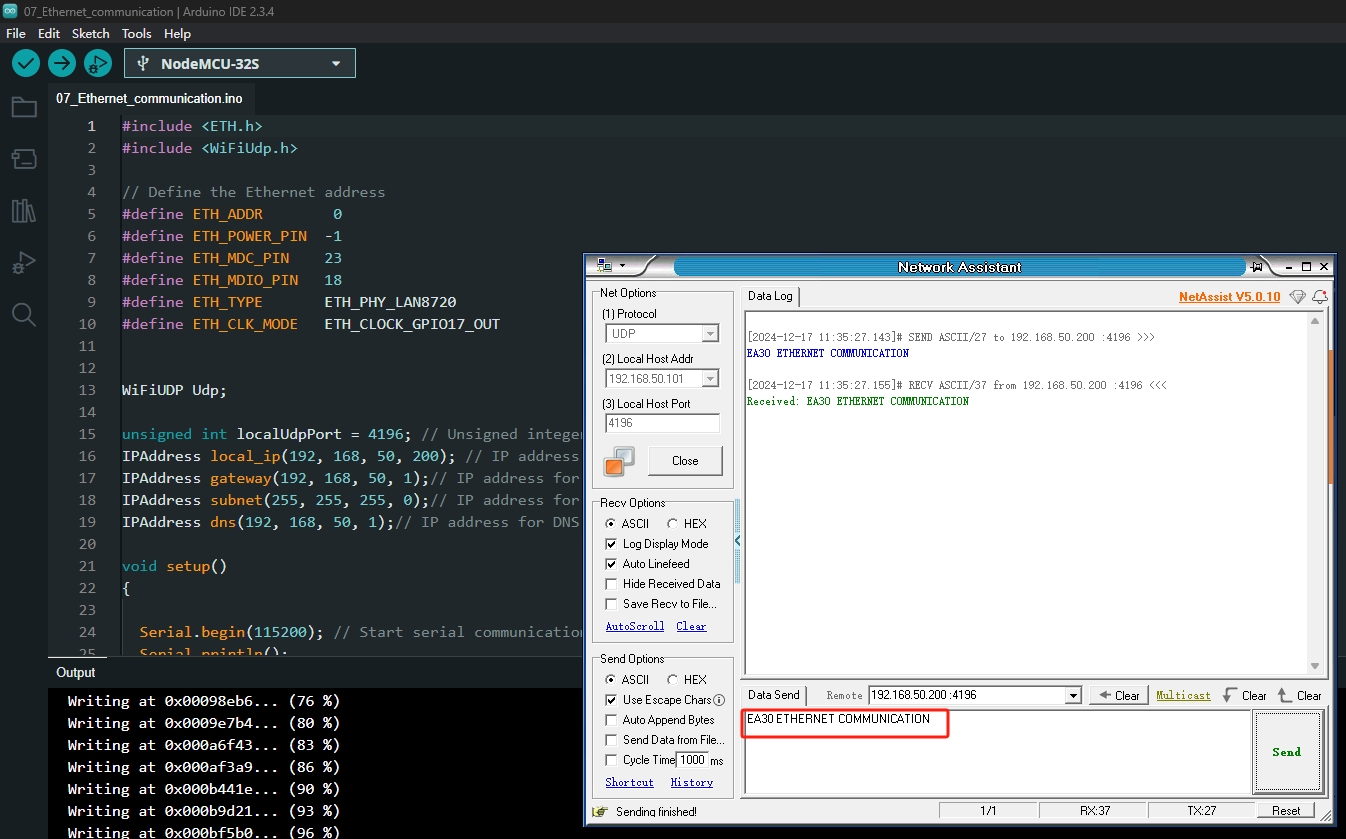 07_Ethernet_communication | Arduino IDE 2.3.4
File Edit Sketch Tools Help
NodeMCU-32S
07_Ethernet_communication.ino
1 #include <ETH.h>
2 #include <WiFiUdp.h>
3
4 // Define the Ethernet address
5 #define ETH_ADDR 0
6 #define ETH_POWER_PIN -1
7 #define ETH_MDC_PIN 23
8 #define ETH_MDIO_PIN 18
9 #define ETH_TYPE ETH_PHY_LAN8720
10 #define ETH_CLK_MODE ETH_CLOCK_GPIO17_OUT
11
12
13 WiFiUDP Udp;
14
15 unsigned int localUdpPort = 4196; // Unsigned intege
16 IPAddress local_ip(192, 168, 50, 200); // IP address
17 IPAddress gateway(192, 168, 50, 1);// IP address for
18 IPAddress subnet(255, 255, 255, 0);// IP address for
19 IPAddress dns(192, 168, 50, 1);// IP address for DNS
20
21 void setup()
22 {
23
24 Serial.begin(115200); // Start serial communication
25 Serial.println();
Output
Writing at 0x00098eb6... (76 %)
Writing at 0x0009e7b4... (80 %)
Writing at 0x000a6f43... (83 %)
Writing at 0x000af3a9... (86 %)
Writing at 0x000b441e... (90 %)
Writing at 0x000b9d21... (93 %)
Writing at 0x000bf5b0... (96 %)
Network Assistant
Net Options
(1) Protocol
UDP
(2) Local Host Addr
192.168.50.101
(3) Local Host Port
4196
Close
Recv Options
ASCII HEX
Log Display Mode
Auto Linefeed
Hide Received Data
Save Recv to File...
AutoScroll Clear
Send Options
ASCII HEX
Use Escape Chars
Auto Append Bytes
Send Data from File...
Cycle Time 1000 ms
Shortcut History
Data Log
NetAssist V5.0.10
[2024-12-17 11:35:27.143]# SEND ASCII/27 to 192.168.50.200 :4196 >>>
EA30 ETHERNET COMMUNICATION
[2024-12-17 11:35:27.155]# RECV ASCII/37 from 192.168.50.200 :4196 <<<
Received: EA30 ETHERNET COMMUNICATION
Data Send Remote 192.168.50.200 :4196 Clear Multicast Clear Clear
EA30 ETHERNET COMMUNICATION
Send
Sending finished! 1/1 RX:37 TX:27 Reset